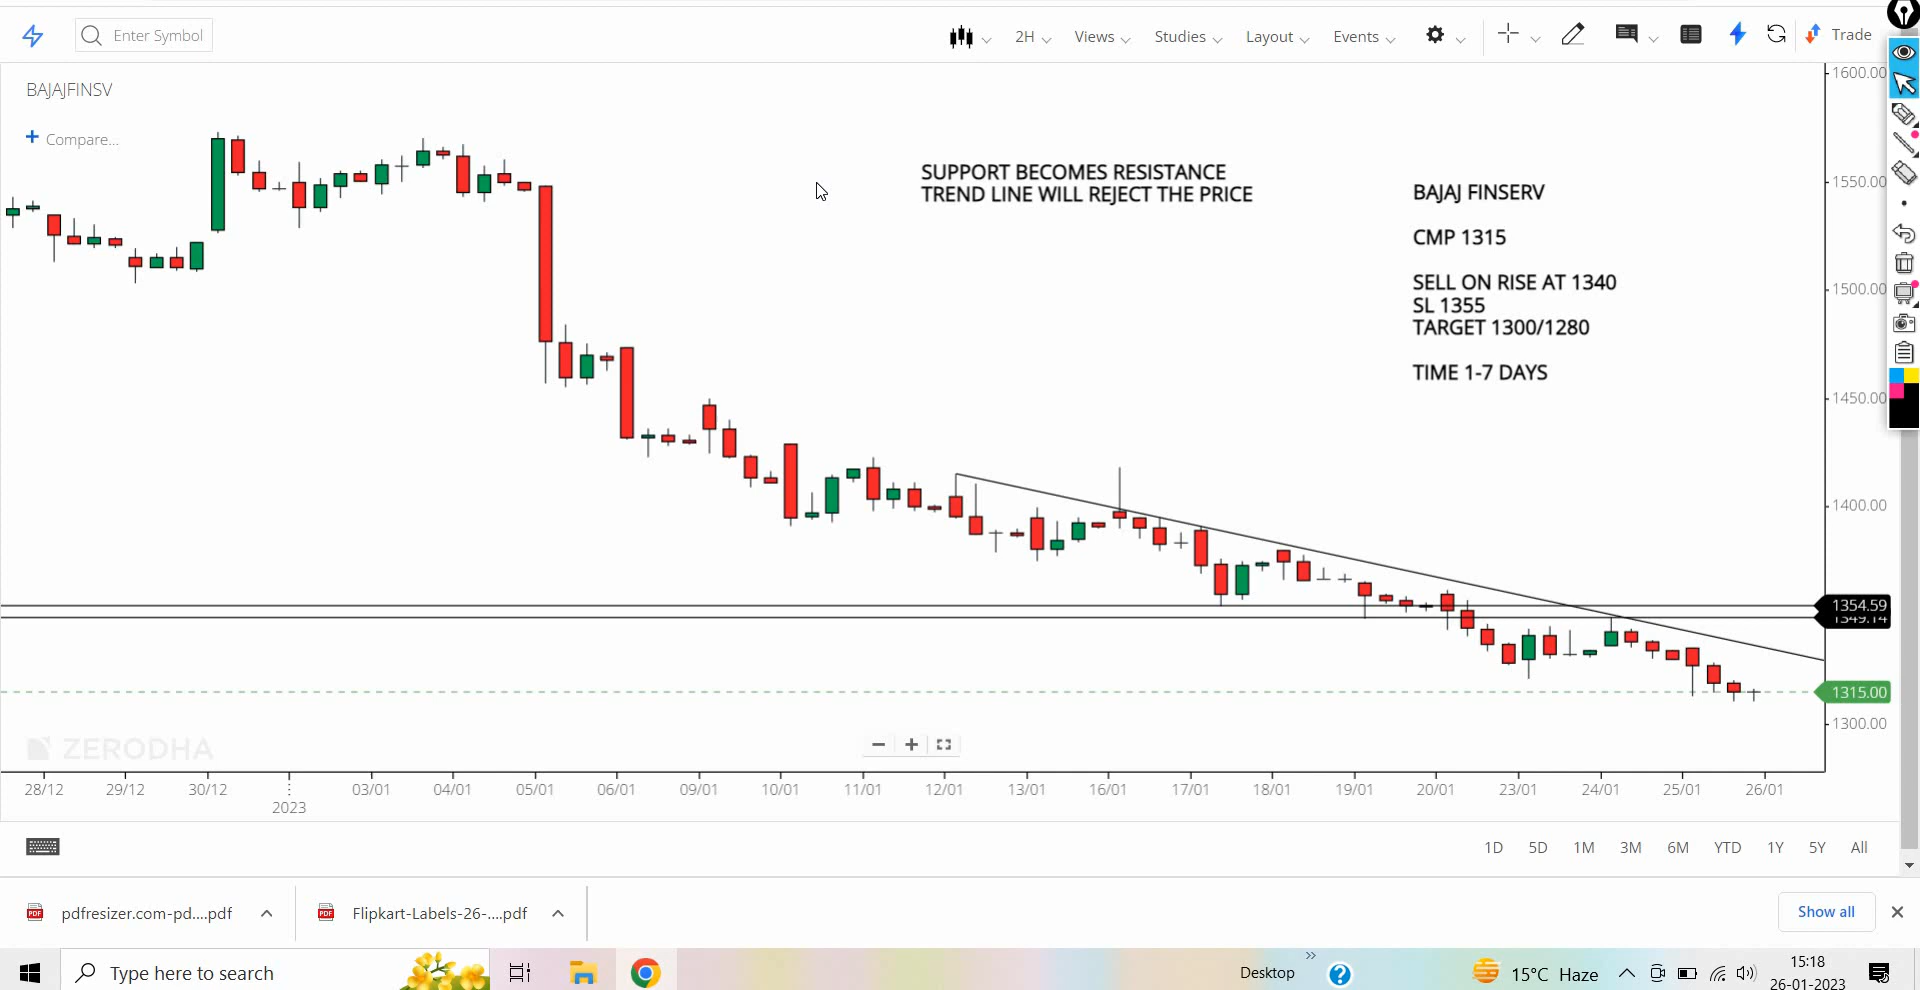 Enter Symbol
2H
Views
Studies
Layout
Events
Trade
BAJAJFINSV
Compare...
SUPPORT BECOMES RESISTANCE
TREND LINE WILL REJECT THE PRICE
BAJAJ FINSERV
CMP 1315
SELL ON RISE AT 1340
SL 1355
TARGET 1300/1280
TIME 1-7 DAYS
1600.00
1550.00
1500.00
1450.00
1400.00
1354.59
1349.14
1315.00
1300.00
ZERODHA
28/12 29/12 30/12 03/01 04/01 05/01 06/01 09/01 10/01 11/01 12/01 13/01 16/01 17/01 18/01 19/01 20/01 23/01 24/01 25/01 26/01
2023
1D 5D 1M 3M 6M YTD 1Y 5Y All
PDF pdfresizer.com-pd....pdf
PDF Flipkart-Labels-26-....pdf
Show all
Type here to search
Desktop
15°C Haze
15:18
26-01-2023